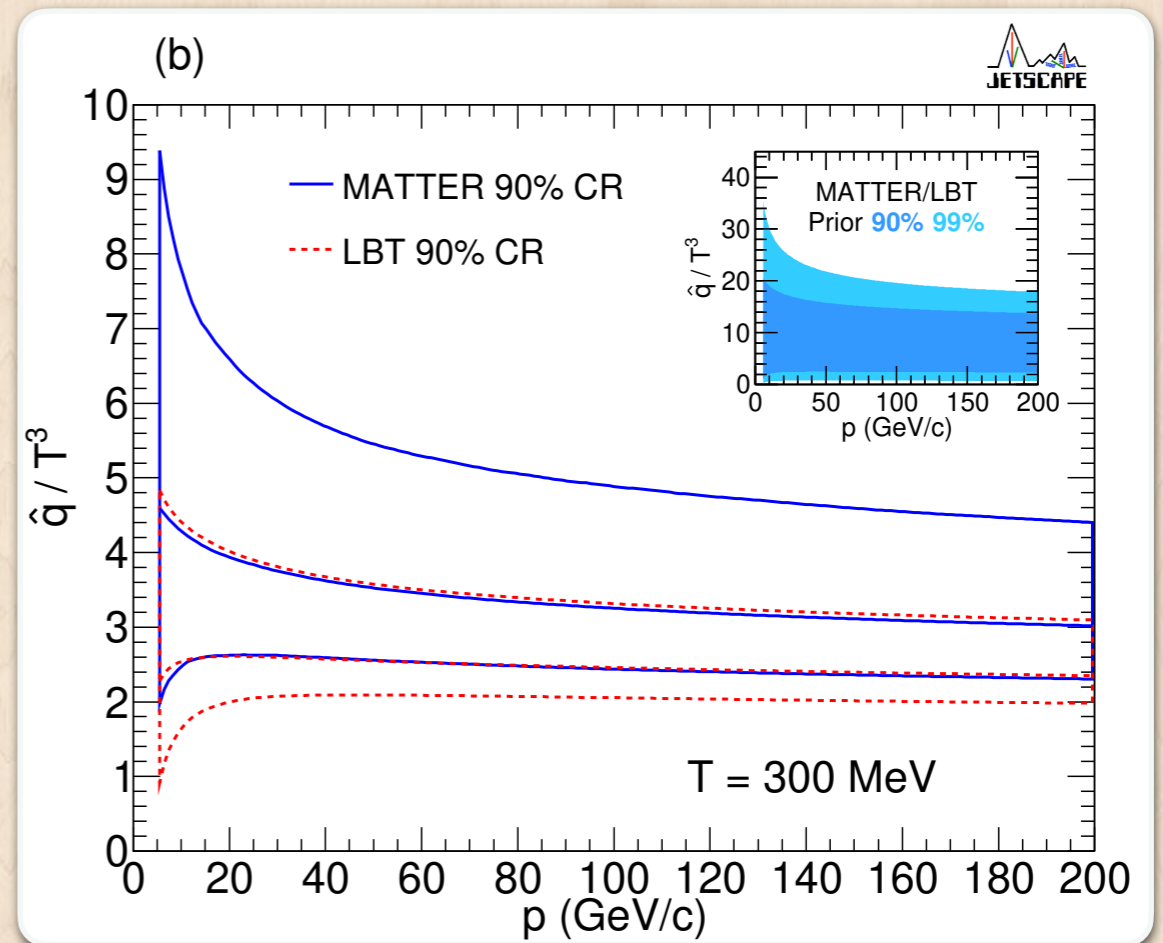 (b)
JETSCAPE
10
9
8
7
6
5
4
3
2
1
0
q̂ / T³
MATTER 90% CR
LBT 90% CR
40
30
20
10
0
q̂ / T³
MATTER/LBT
Prior 90% 99%
0 50 100 150 200
p (GeV/c)
T = 300 MeV
0 20 40 60 80 100 120 140 160 180 200
p (GeV/c)